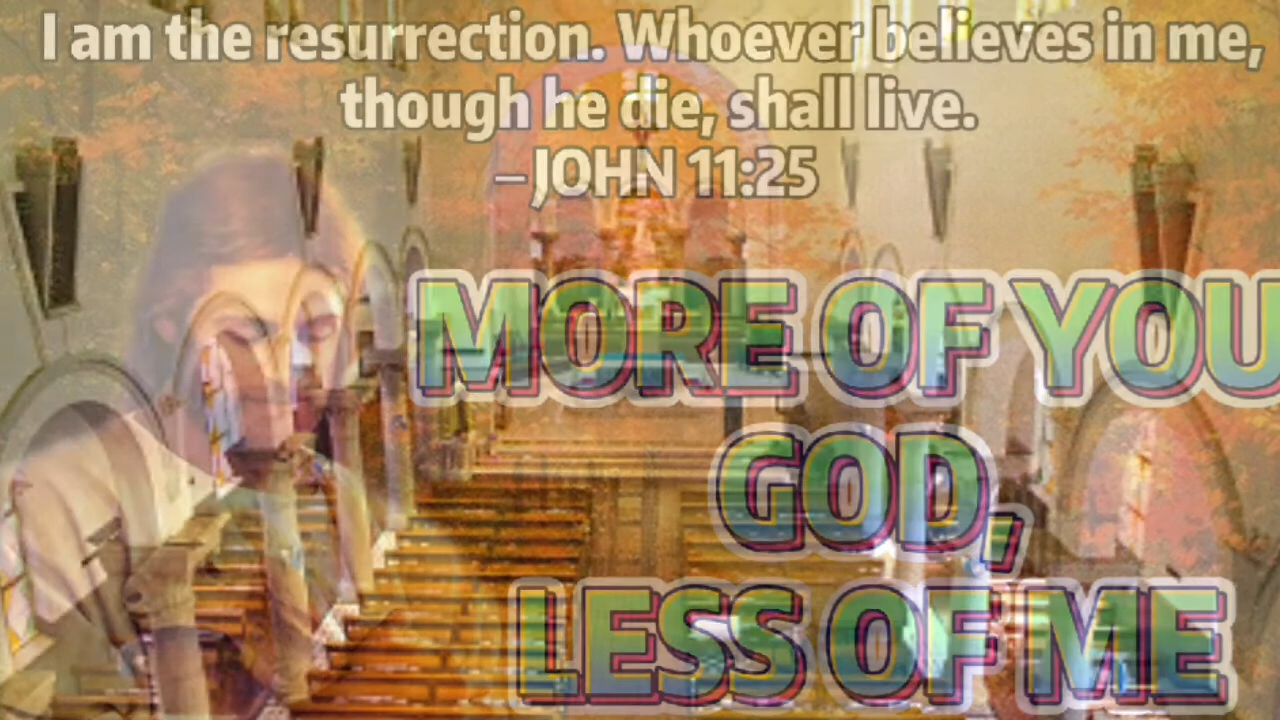 I am the resurrection. Whoever believes in me,
though he die, shall live.
– JOHN 11:25
MORE OF YOU
GOD,
LESS OF ME